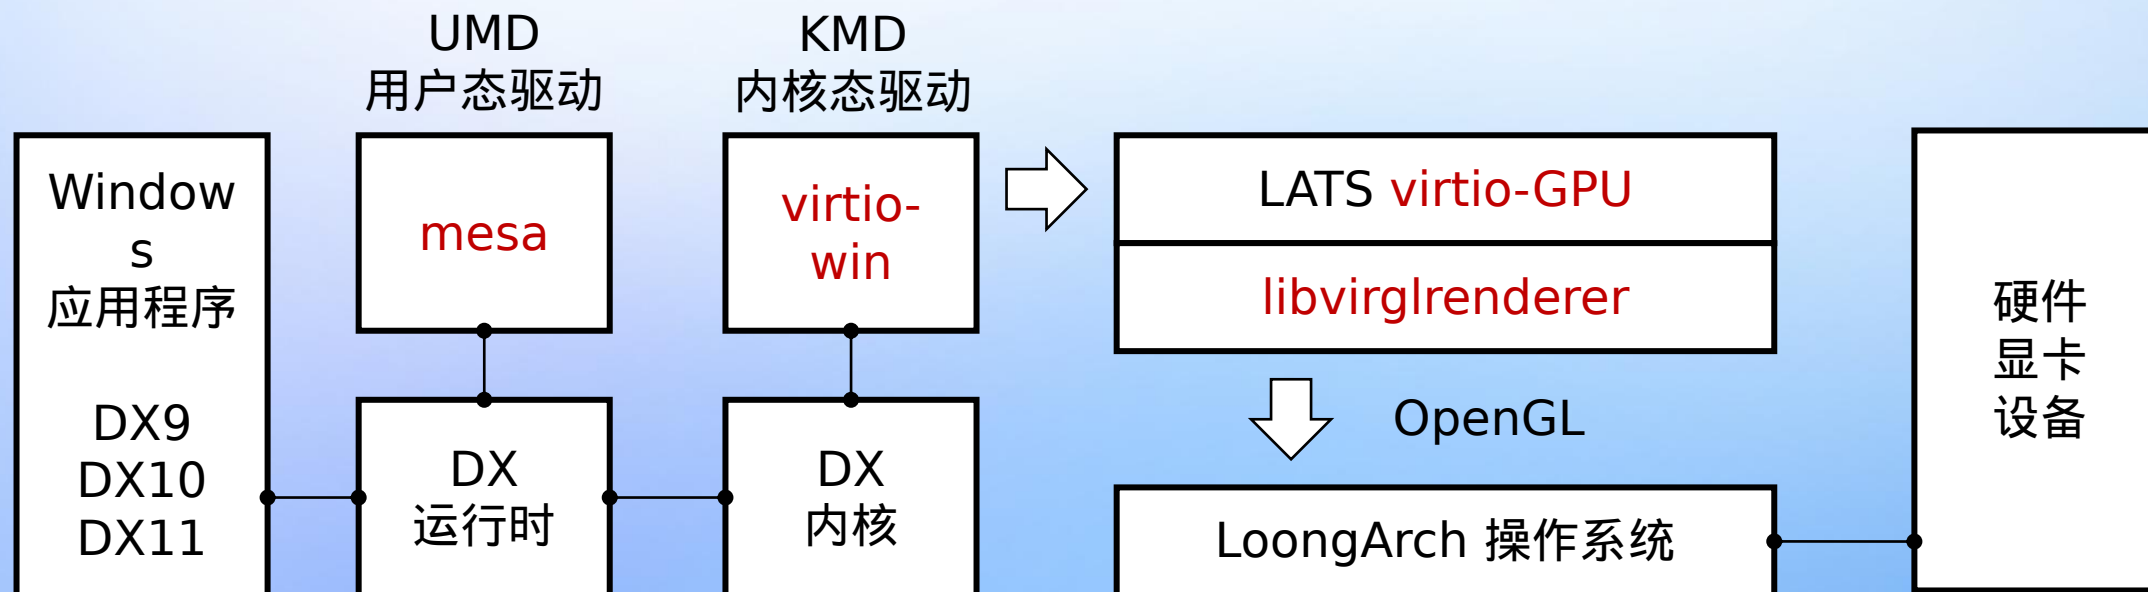 UMD
用户态驱动
KMD
内核态驱动
Window
s
应用程序
DX9
DX10
DX11
mesa
DX
运行时
virtio-
win
DX
内核
LATS virtio-GPU
libvirglrenderer
OpenGL
LoongArch 操作系统
硬件
显卡
设备